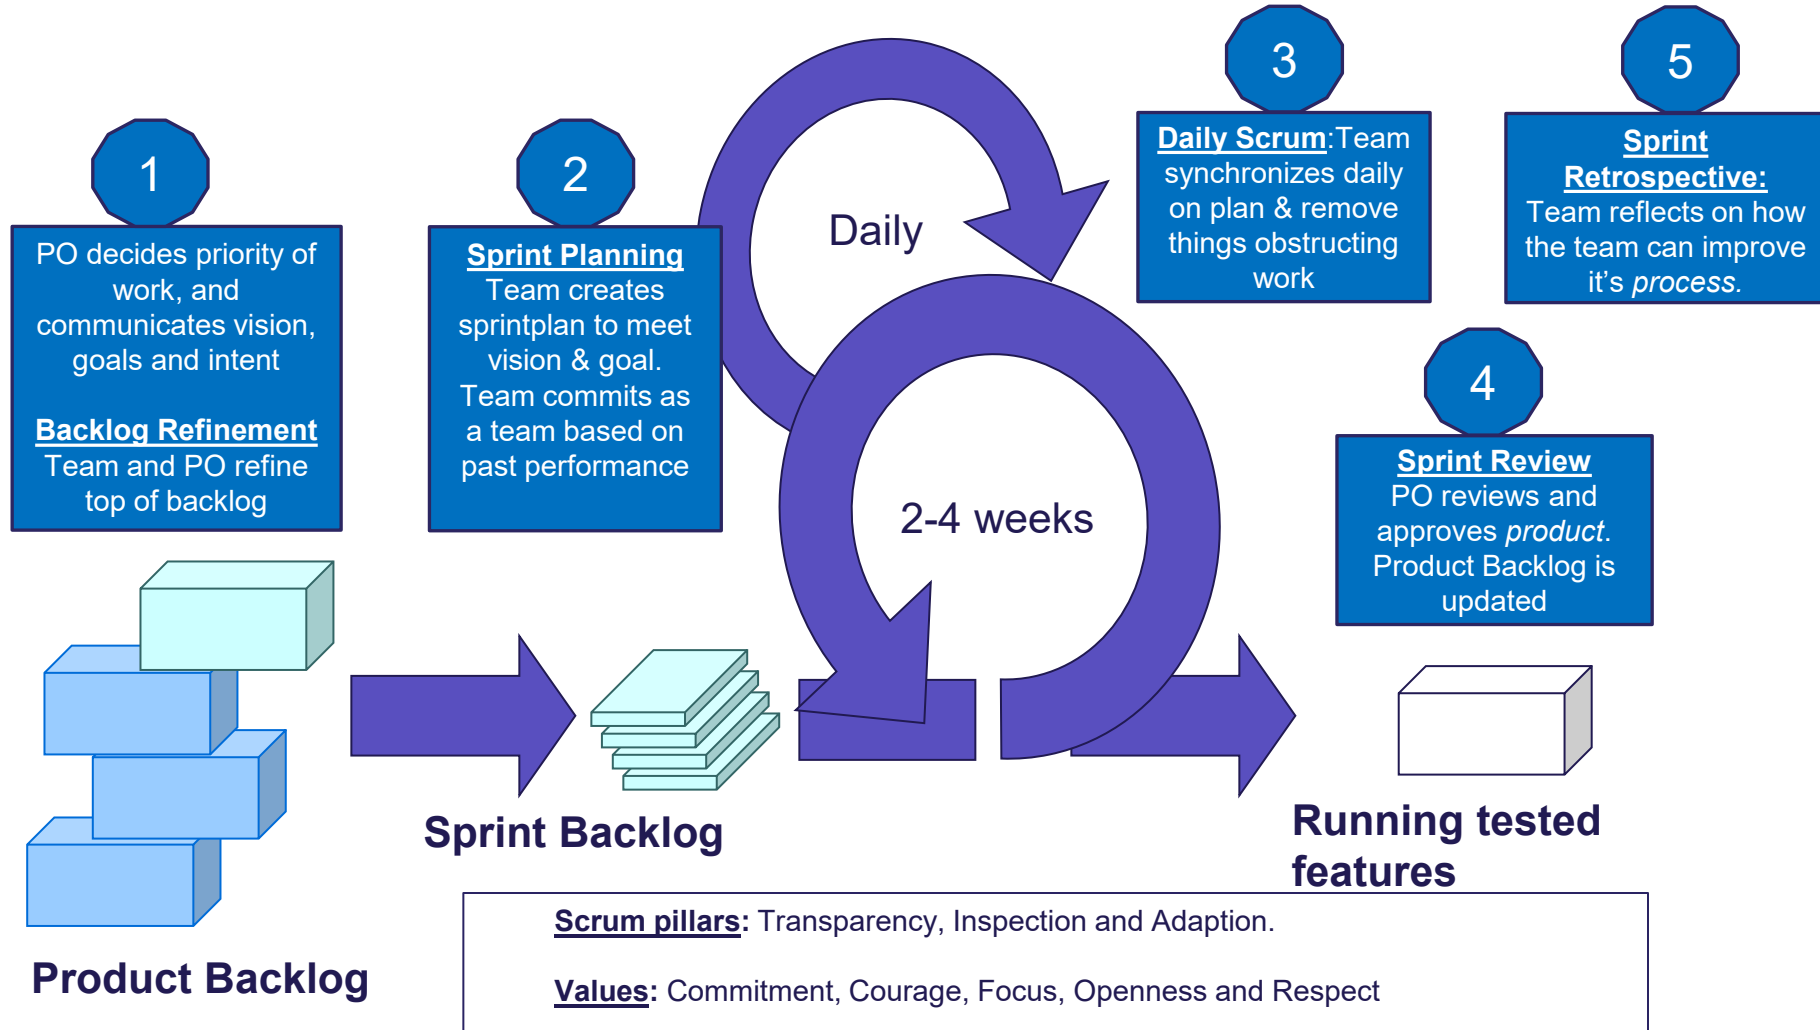 1
PO decides priority of
work, and
communicates vision,
goals and intent
Backlog Refinement
Team and PO refine
top of backlog
2
Sprint Planning
Team creates
sprintplan to meet
vision & goal.
Team commits as
a team based on
past performance
Daily
2-4 weeks
3
Daily Scrum:Team
synchronizes daily
on plan & remove
things obstructing
work
5
Sprint
Retrospective:
Team reflects on how
the team can improve
it’s process.
4
Sprint Review
PO reviews and
approves product.
Product Backlog is
updated
Product Backlog
Sprint Backlog
Running tested
features
Scrum pillars: Transparency, Inspection and Adaption.
Values: Commitment, Courage, Focus, Openness and Respect